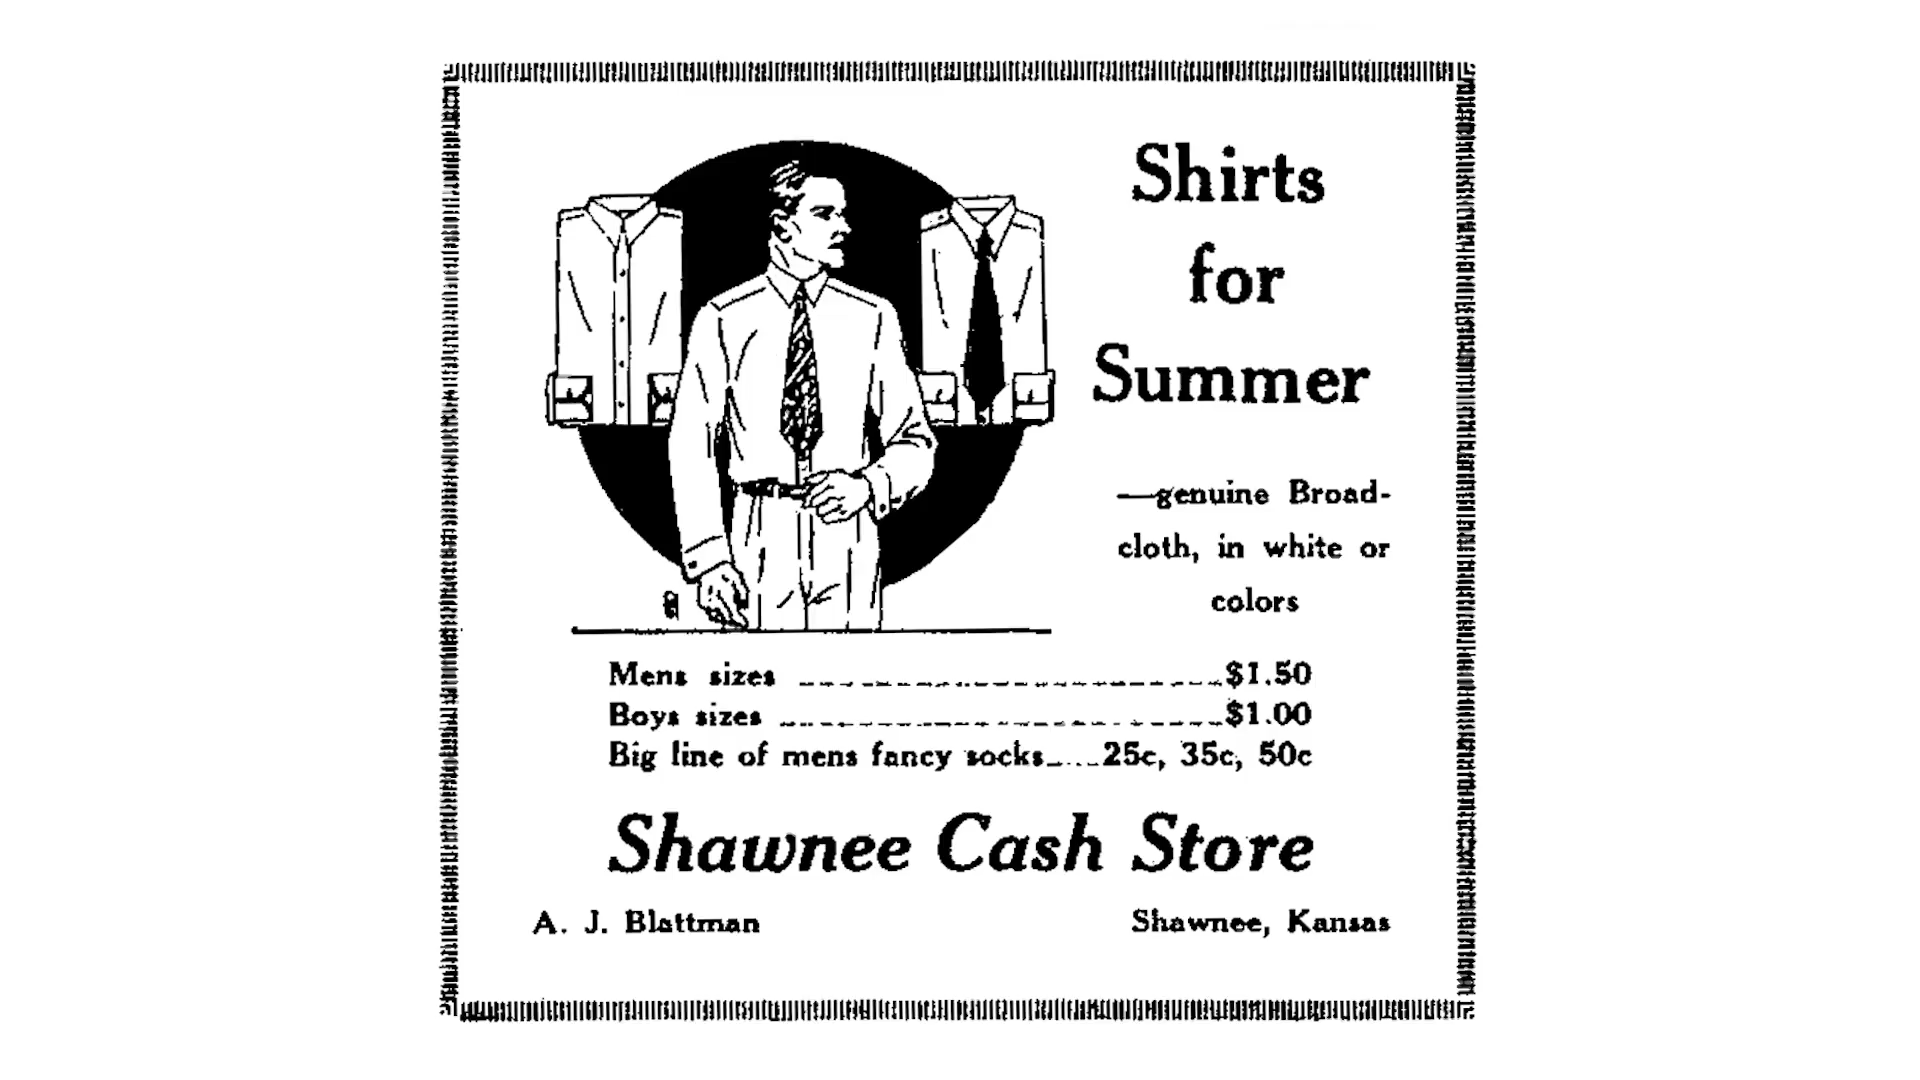 Shirts
for
Summer
—genuine Broad-
cloth, in white or
colors
Mens sizes $1.50
Boys sizes $1.00
Big line of mens fancy socks 25c, 35c, 50c
Shawnee Cash Store
A. J. Blattman
Shawnee, Kansas